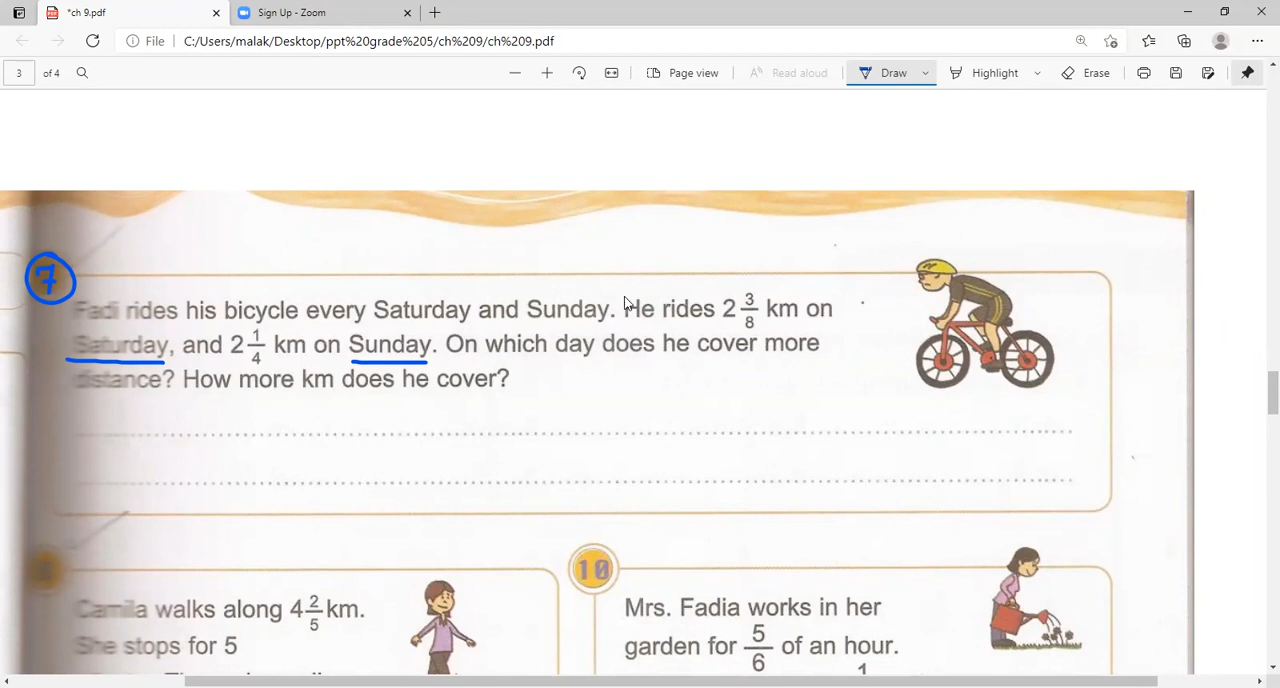 *ch 9.pdf
Sign Up - Zoom
File C:/Users/malak/Desktop/ppt%20grade%205/ch%209/ch%209.pdf
3 of 4 Page view Read aloud Draw Highlight Erase
7
Fadi rides his bicycle every Saturday and Sunday. He rides 2 3/8 km on
Saturday, and 2 1/4 km on Sunday. On which day does he cover more
distance? How more km does he cover?
10
Camila walks along 4 2/5 km.
She stops for 5
Mrs. Fadia works in her
garden for 5/6 of an hour.
1